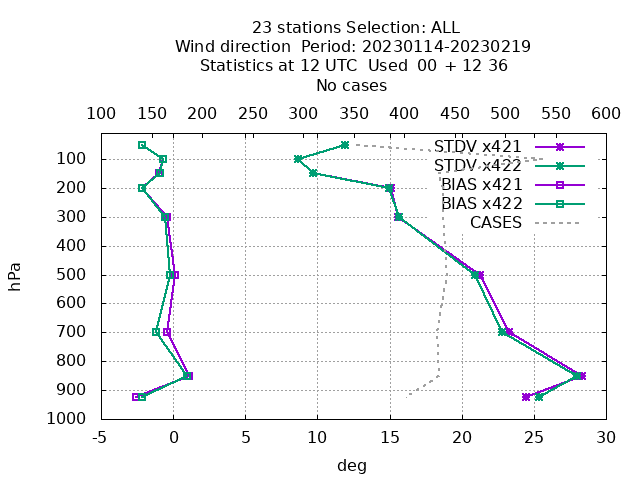 23 stations Selection: ALL
Wind direction  Period: 20230114-20230219
Statistics at 12 UTC  Used  00 + 12 36
No cases
100 150 200 250 300 350 400 450 500 550 600
STDV x421
STDV x422
BIAS x421
BIAS x422
CASES
100
200
300
400
500
600
700
800
900
1000
hPa
-5 0 5 10 15 20 25 30
deg